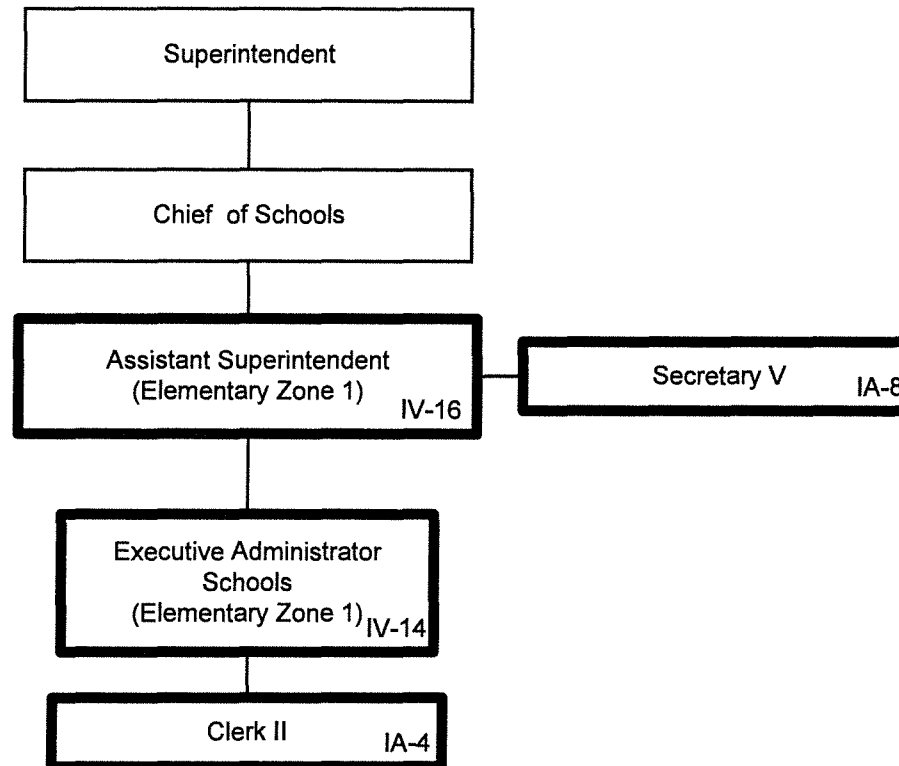 Superintendent
Chief of Schools
Assistant Superintendent
(Elementary Zone 1)
IV-16
Secretary V
IA-8
Executive Administrator
Schools
(Elementary Zone 1)
IV-14
Clerk II
IA-4